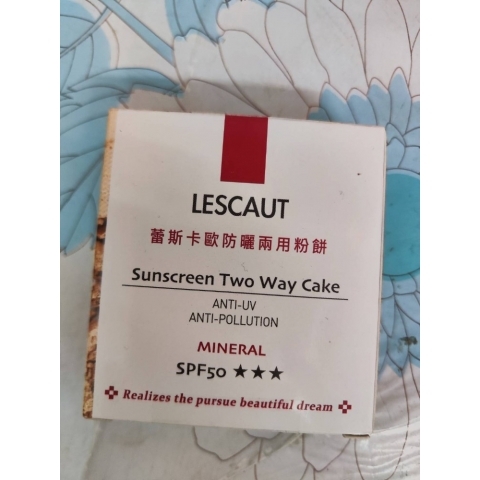 LESCAUT
蕾斯卡歐防曬兩用粉餅
Sunscreen Two Way Cake
ANTI-UV
ANTI-POLLUTION
MINERAL
SPF50 ★★★
Realizes the pursue beautiful dream